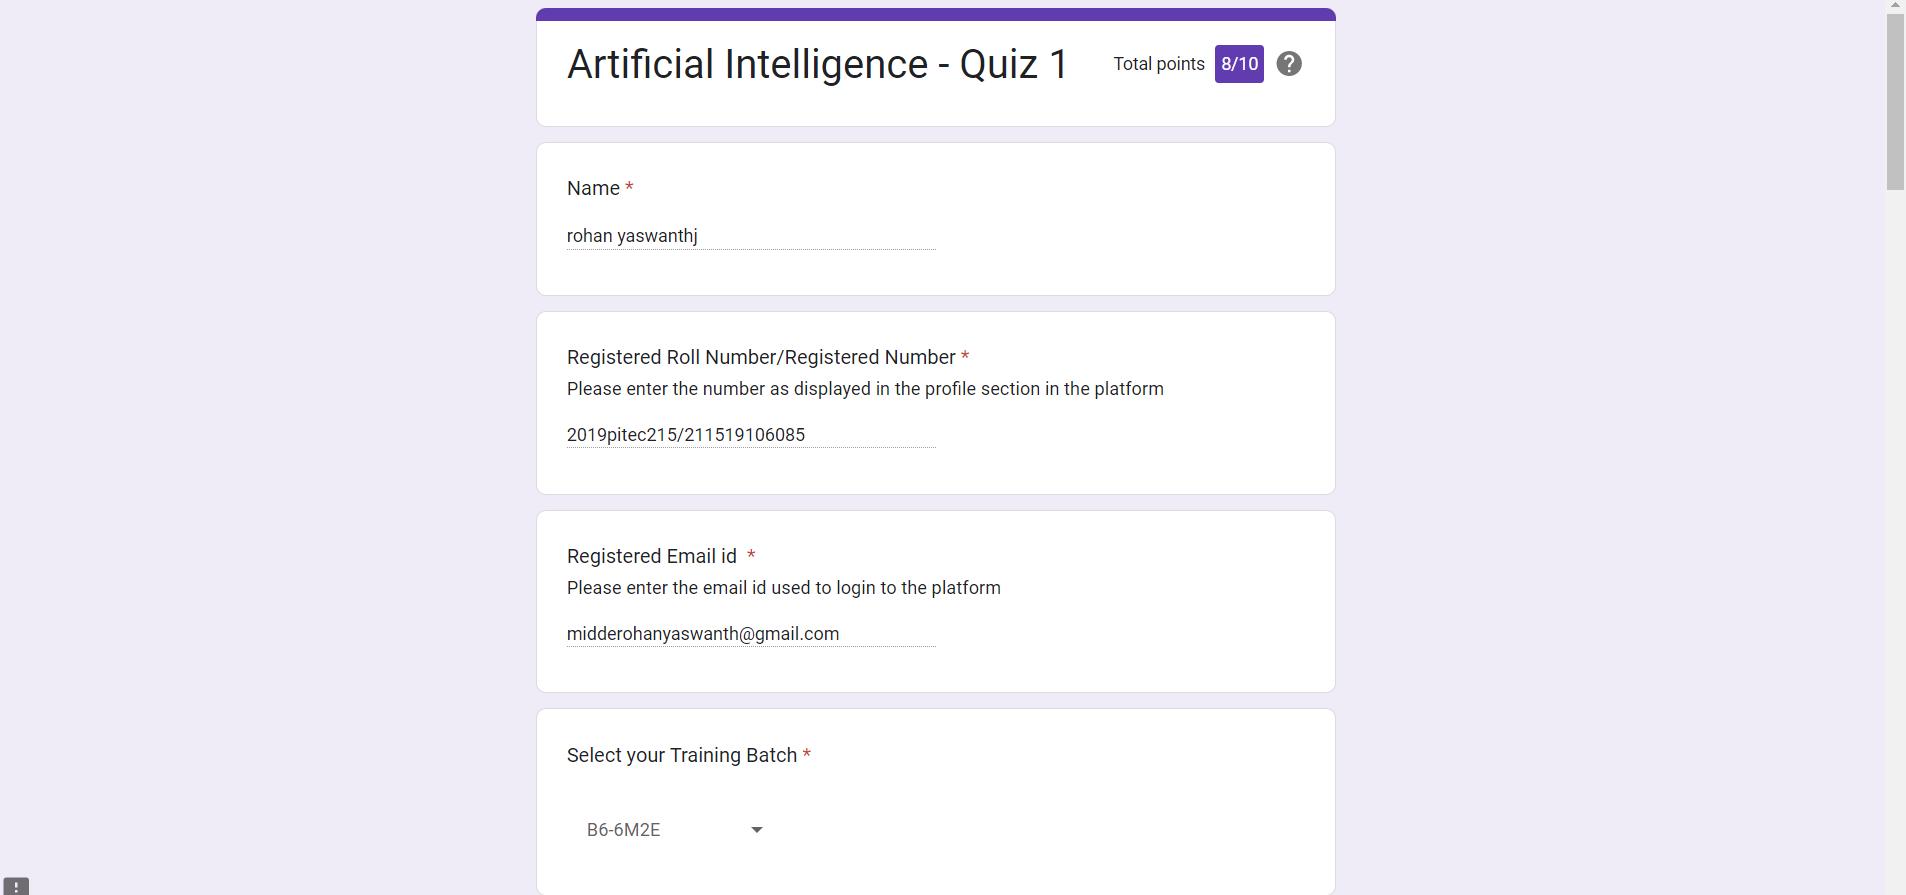 Artificial Intelligence - Quiz 1
Total points 8/10 ?
Name *
rohan yaswanthj
Registered Roll Number/Registered Number *
Please enter the number as displayed in the profile section in the platform
2019pitec215/211519106085
Registered Email id *
Please enter the email id used to login to the platform
midderohanyaswanth@gmail.com
Select your Training Batch *
B6-6M2E
!